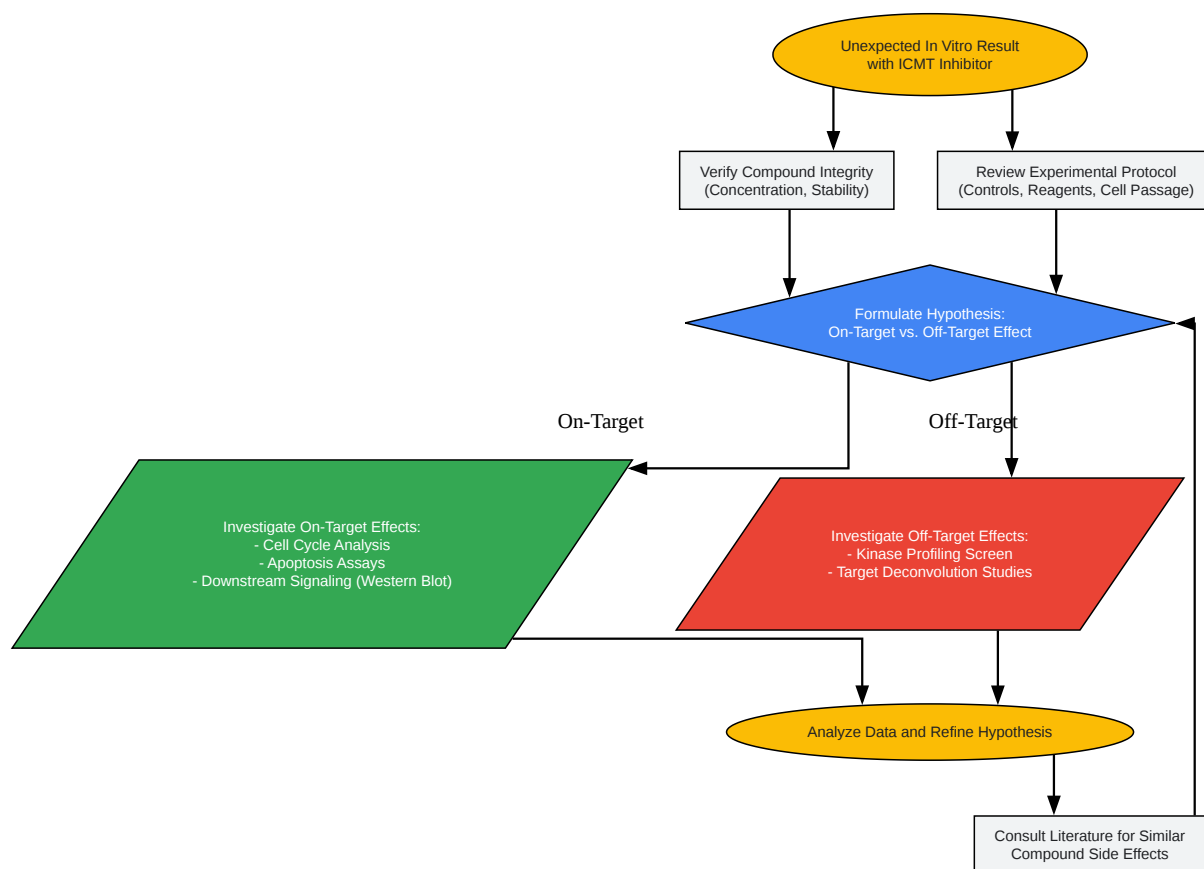 Unexpected In Vitro Result
with ICMT Inhibitor
Verify Compound Integrity
(Concentration, Stability)
Review Experimental Protocol
(Controls, Reagents, Cell Passage)
Formulate Hypothesis:
On-Target vs. Off-Target Effect
On-Target
Off-Target
Investigate On-Target Effects:
- Cell Cycle Analysis
- Apoptosis Assays
- Downstream Signaling (Western Blot)
Investigate Off-Target Effects:
- Kinase Profiling Screen
- Target Deconvolution Studies
Analyze Data and Refine Hypothesis
Consult Literature for Similar
Compound Side Effects